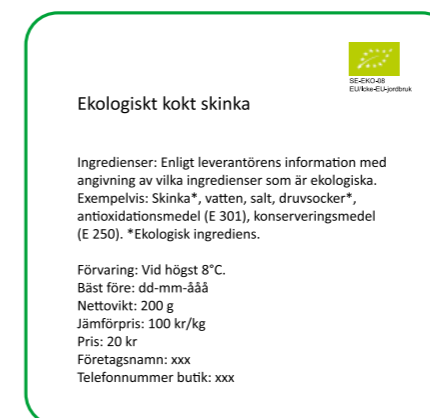 SE-EKO-08
EU/Icke-EU-jordbruk
Ekologiskt kokt skinka
Ingredienser: Enligt leverantörens information med
angivning av vilka ingredienser som är ekologiska.
Exempelvis: Skinka*, vatten, salt, druvsocker*,
antioxidationsmedel (E 301), konserveringsmedel
(E 250). *Ekologisk ingrediens.
Förvaring: Vid högst 8°C.
Bäst före: dd-mm-ååå
Nettovikt: 200 g
Jämförpris: 100 kr/kg
Pris: 20 kr
Företagsnamn: xxx
Telefonnummer butik: xxx